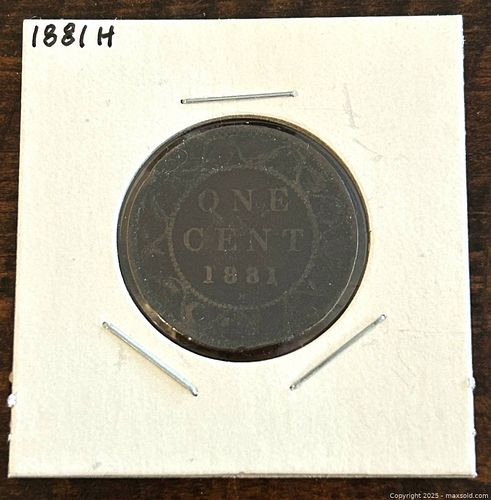 1881 H
ONE
CENT
1881
H
Copyright 2025 - maxsold.com